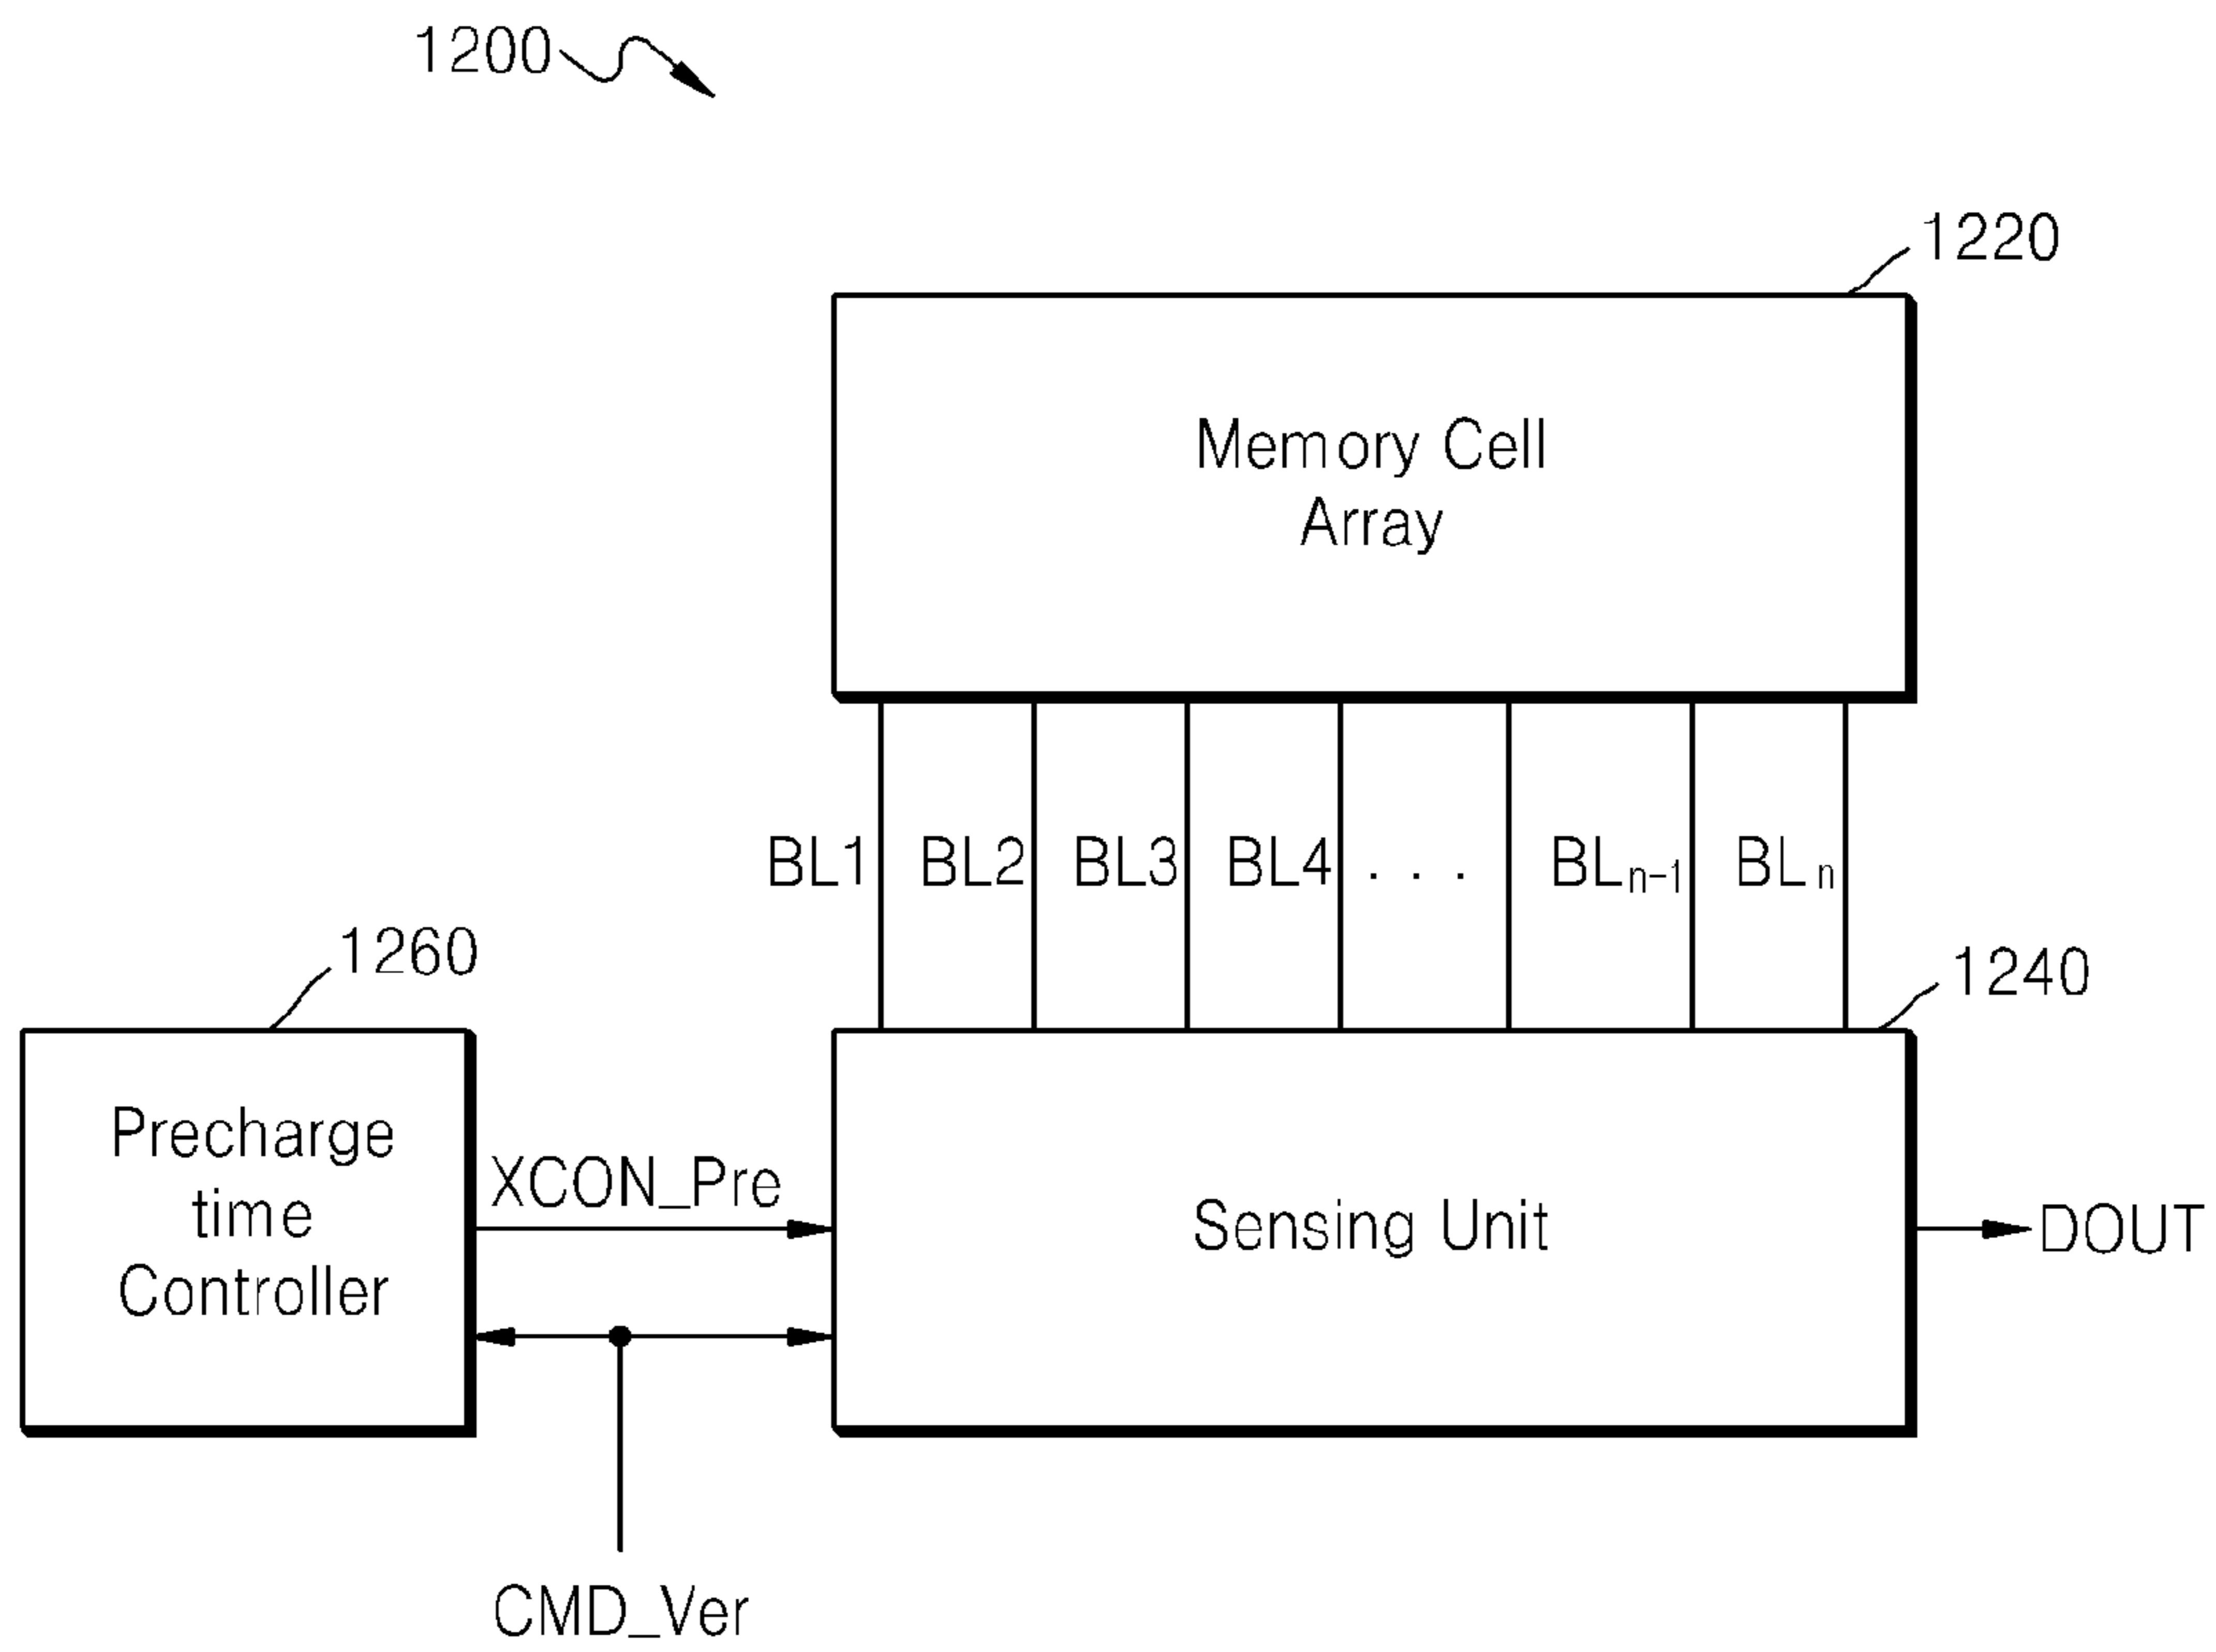 1200
1220
Memory Cell
Array
BL1 BL2 BL3 BL4 . . . BLn-1 BLn
1260
1240
Precharge
time
Controller
XCON_Pre
Sensing Unit
DOUT
CMD_Ver